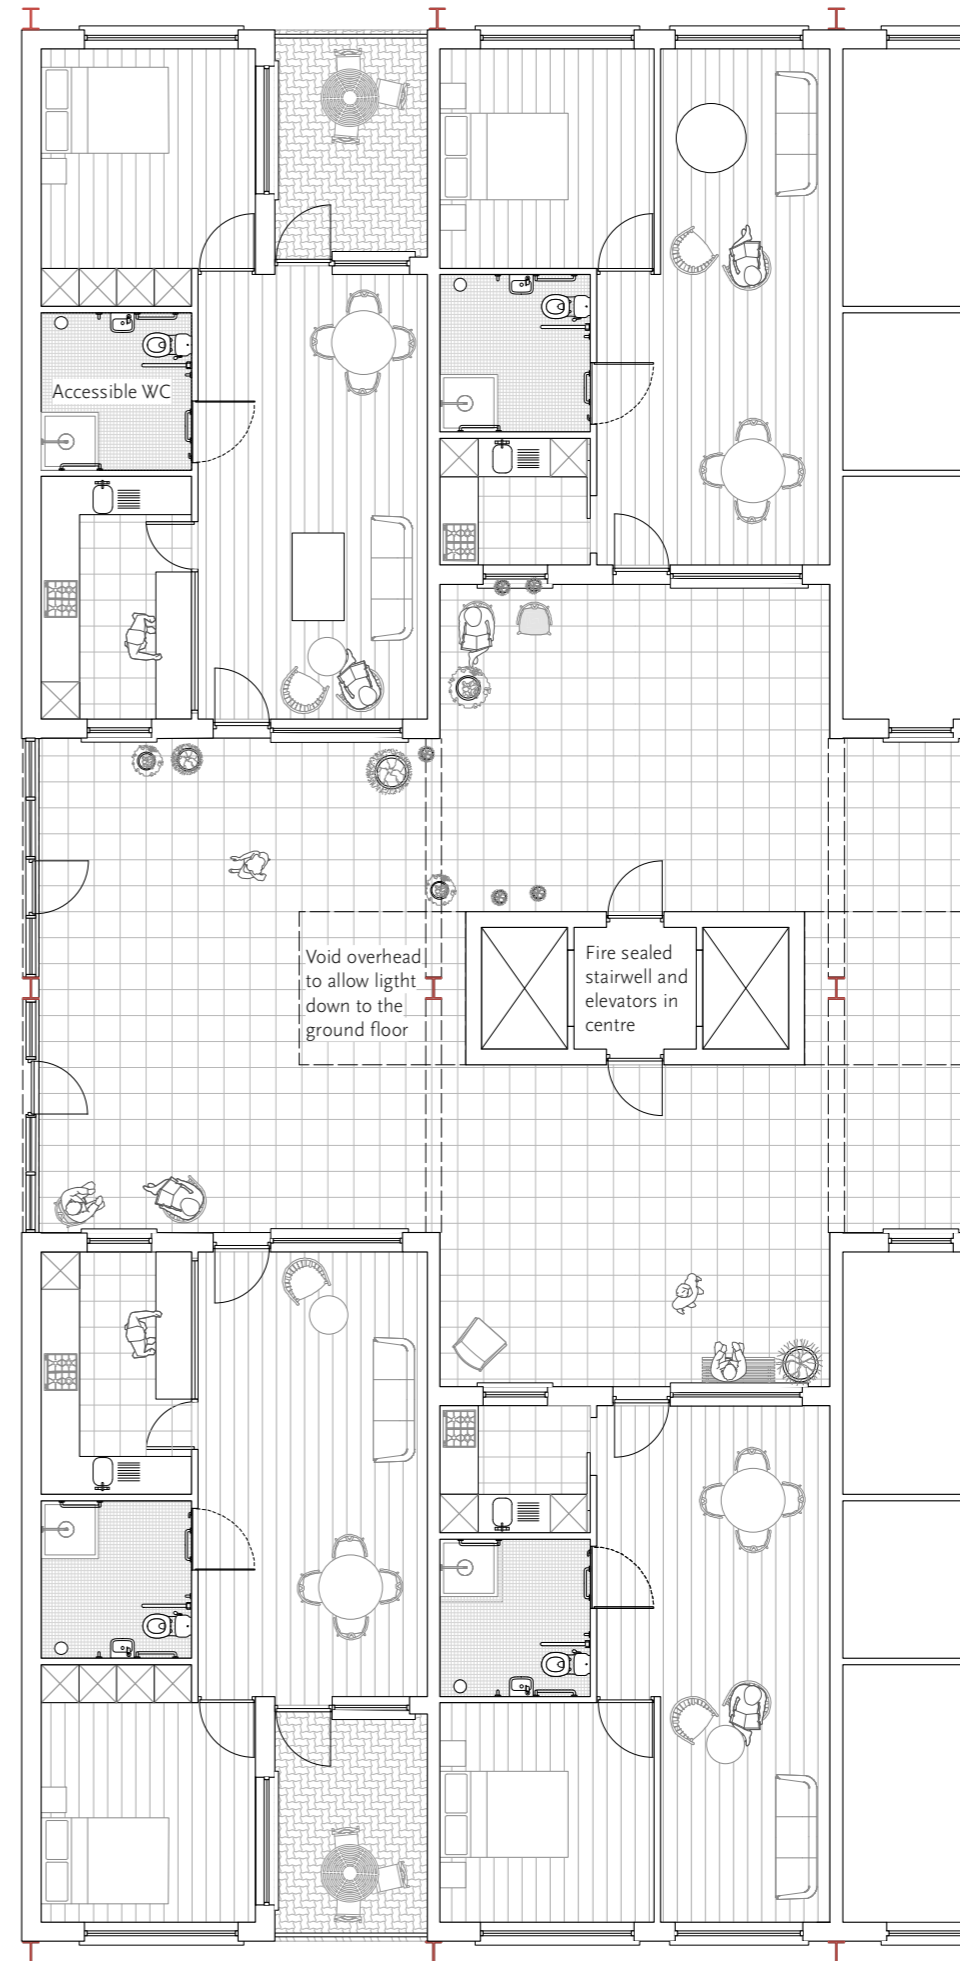 Accessible WC
Void overhead
to allow ligtht
down to the
ground floor
Fire sealed
stairwell and
elevators in
centre